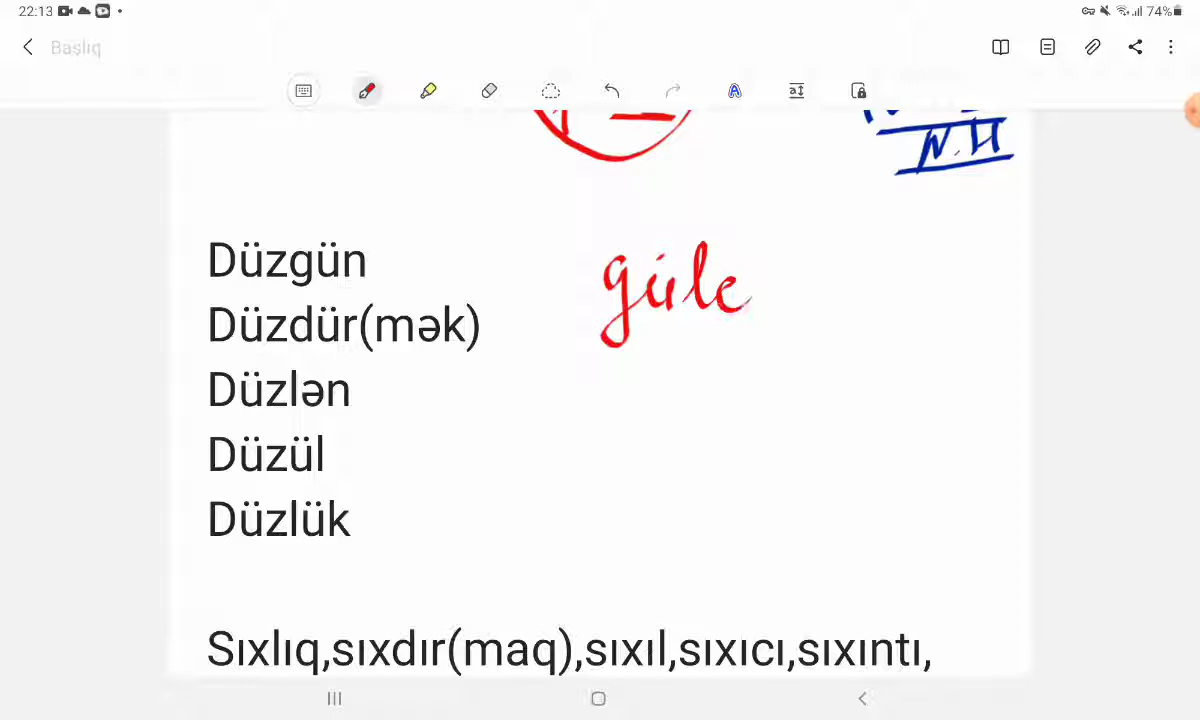 22:13 74%
Başlıq
N.H
Düzgün
güle
Düzdür(mək)
Düzlən
Düzül
Düzlük
Sıxlıq,sıxdır(maq),sıxıl,sıxıcı,sıxıntı,